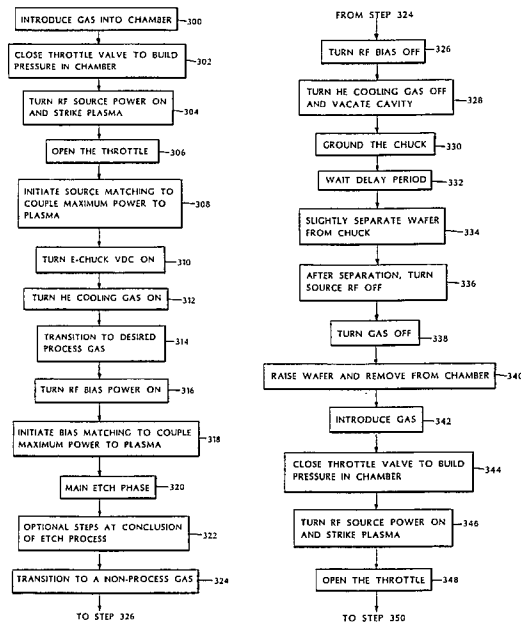 INTRODUCE GAS INTO CHAMBER 300
CLOSE THROTTLE VALVE TO BUILD
PRESSURE IN CHAMBER 302
TURN RF SOURCE POWER ON
AND STRIKE PLASMA 304
OPEN THE THROTTLE 306
INITIATE SOURCE MATCHING TO
COUPLE MAXIMUM POWER TO
PLASMA 308
TURN E-CHUCK VDC ON 310
TURN HE COOLING GAS ON 312
TRANSITION TO DESIRED
PROCESS GAS 314
TURN RF BIAS POWER ON 316
INITIATE BIAS MATCHING TO COUPLE
MAXIMUM POWER TO PLASMA 318
MAIN ETCH PHASE 320
OPTIONAL STEPS AT CONCLUSION
OF ETCH PROCESS 322
TRANSITION TO A NON-PROCESS GAS 324
TO STEP 326
FROM STEP 324
TURN RF BIAS OFF 326
TURN HE COOLING GAS OFF
AND VACATE CAVITY 328
GROUND THE CHUCK 330
WAIT DELAY PERIOD 332
SLIGHTLY SEPARATE WAFER
FROM CHUCK 334
AFTER SEPARATION, TURN
SOURCE RF OFF 336
TURN GAS OFF 338
RAISE WAFER AND REMOVE FROM CHAMBER 340
INTRODUCE GAS 342
CLOSE THROTTLE VALVE TO BUILD
PRESSURE IN CHAMBER 344
TURN RF SOURCE POWER ON
AND STRIKE PLASMA 346
OPEN THE THROTTLE 348
TO STEP 350